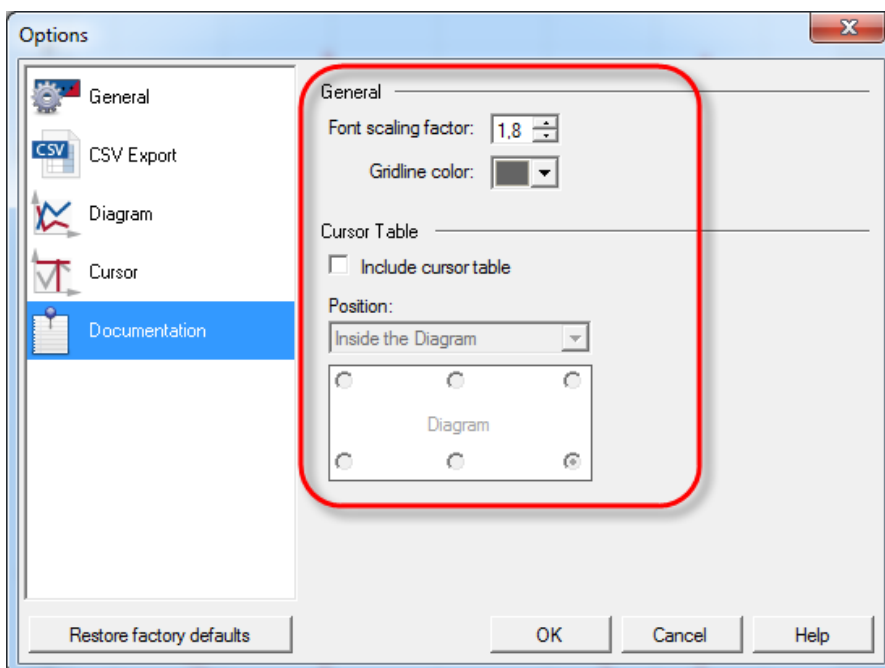 Options
General
CSV
CSV Export
Diagram
Cursor
Documentation
General
Font scaling factor: 1,8
Gridline color:
Cursor Table
Include cursor table
Position:
Inside the Diagram
Diagram
Restore factory defaults
OK
Cancel
Help